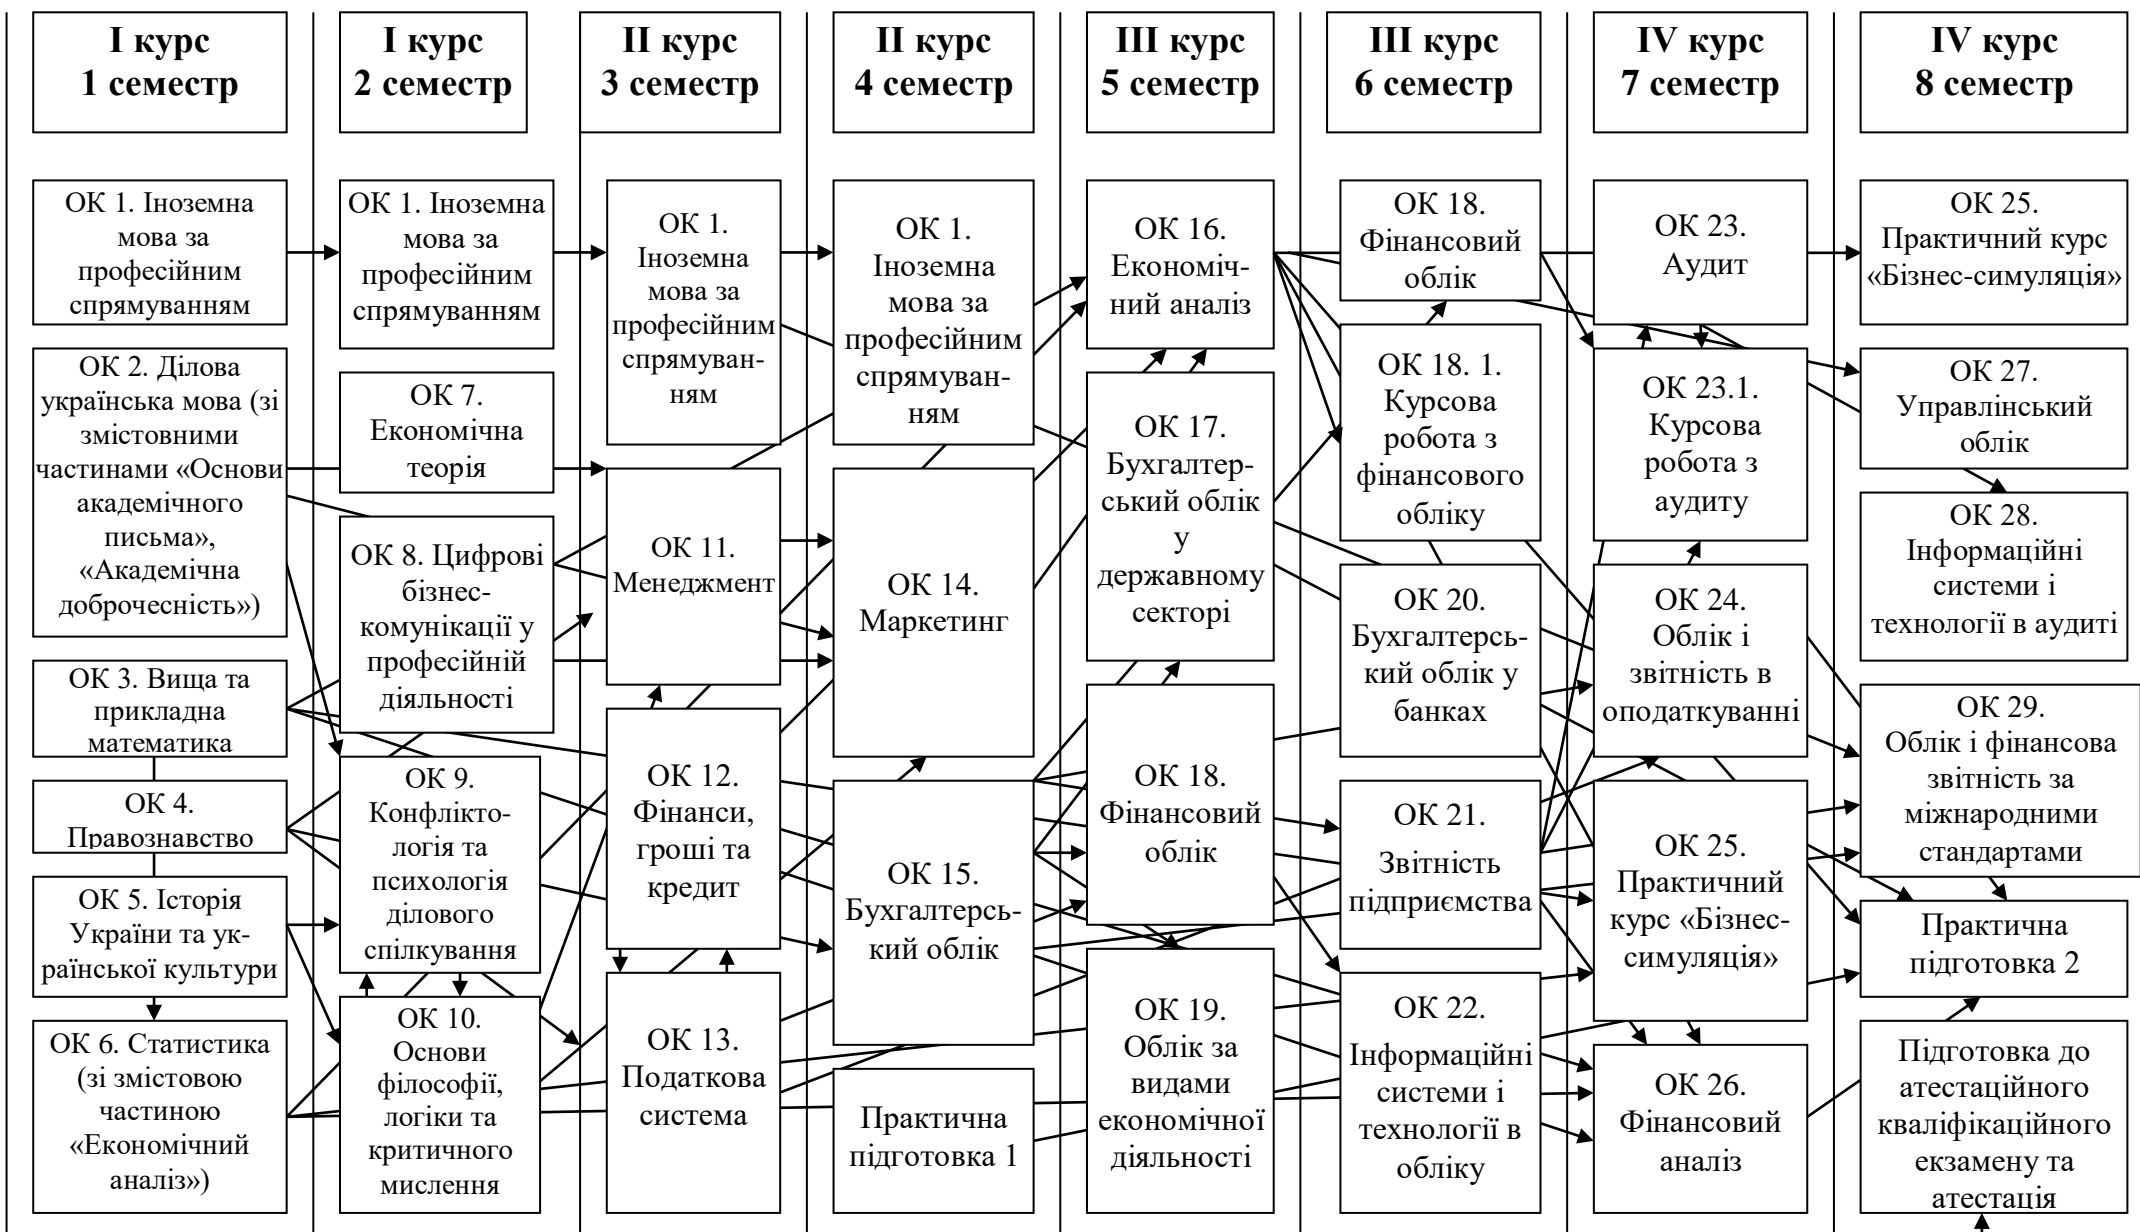 І курс
1 семестр
І курс
2 семестр
ІІ курс
3 семестр
ІІ курс
4 семестр
ІІІ курс
5 семестр
ІІІ курс
6 семестр
IV курс
7 семестр
IV курс
8 семестр
ОК 1. Іноземна
мова за
професійним
спрямуванням
ОК 2. Ділова
українська мова (зі
змістовними
частинами «Основи
академічного
письма»,
«Академічна
доброчесність»)
ОК 3. Вища та
прикладна
математика
ОК 4.
Правознавство
ОК 5. Історія
України та ук-
раїнської культури
ОК 6. Статистика
(зі змістовою
частиною
«Економічний
аналіз»)
ОК 1. Іноземна
мова за
професійним
спрямуванням
ОК 7.
Економічна
теорія
ОК 8. Цифрові
бізнес-
комунікації у
професійній
діяльності
ОК 9.
Конфлікто-
логія та
психологія
ділового
спілкування
ОК 10.
Основи
філософії,
логіки та
критичного
мислення
ОК 1.
Іноземна
мова за
професійним
спрямуван-
ням
ОК 11.
Менеджмент
ОК 12.
Фінанси,
гроші та
кредит
ОК 13.
Податкова
система
ОК 1.
Іноземна
мова за
професійним
спрямуван-
ням
ОК 14.
Маркетинг
ОК 15.
Бухгалтерсь-
кий облік
Практична
підготовка 1
ОК 16.
Економіч-
ний аналіз
ОК 17.
Бухгалтер-
ський облік
у
державному
секторі
ОК 18.
Фінансовий
облік
ОК 19.
Облік за
видами
економічної
діяльності
ОК 18.
Фінансовий
облік
ОК 18. 1.
Курсова
робота з
фінансового
обліку
ОК 20.
Бухгалтерсь-
кий облік у
банках
ОК 21.
Звітність
підприємства
ОК 22.
Інформаційні
системи і
технології в
обліку
ОК 23.
Аудит
ОК 23.1.
Курсова
робота з
аудиту
ОК 24.
Облік і
звітність в
оподаткуванні
ОК 25.
Практичний
курс «Бізнес-
симуляція»
ОК 26.
Фінансовий
аналіз
ОК 25.
Практичний курс
«Бізнес-симуляція»
ОК 27.
Управлінський
облік
ОК 28.
Інформаційні
системи і
технології в аудиті
ОК 29.
Облік і фінансова
звітність за
міжнародними
стандартами
Практична
підготовка 2
Підготовка до
атестаційного
кваліфікаційного
екзамену та
атестація